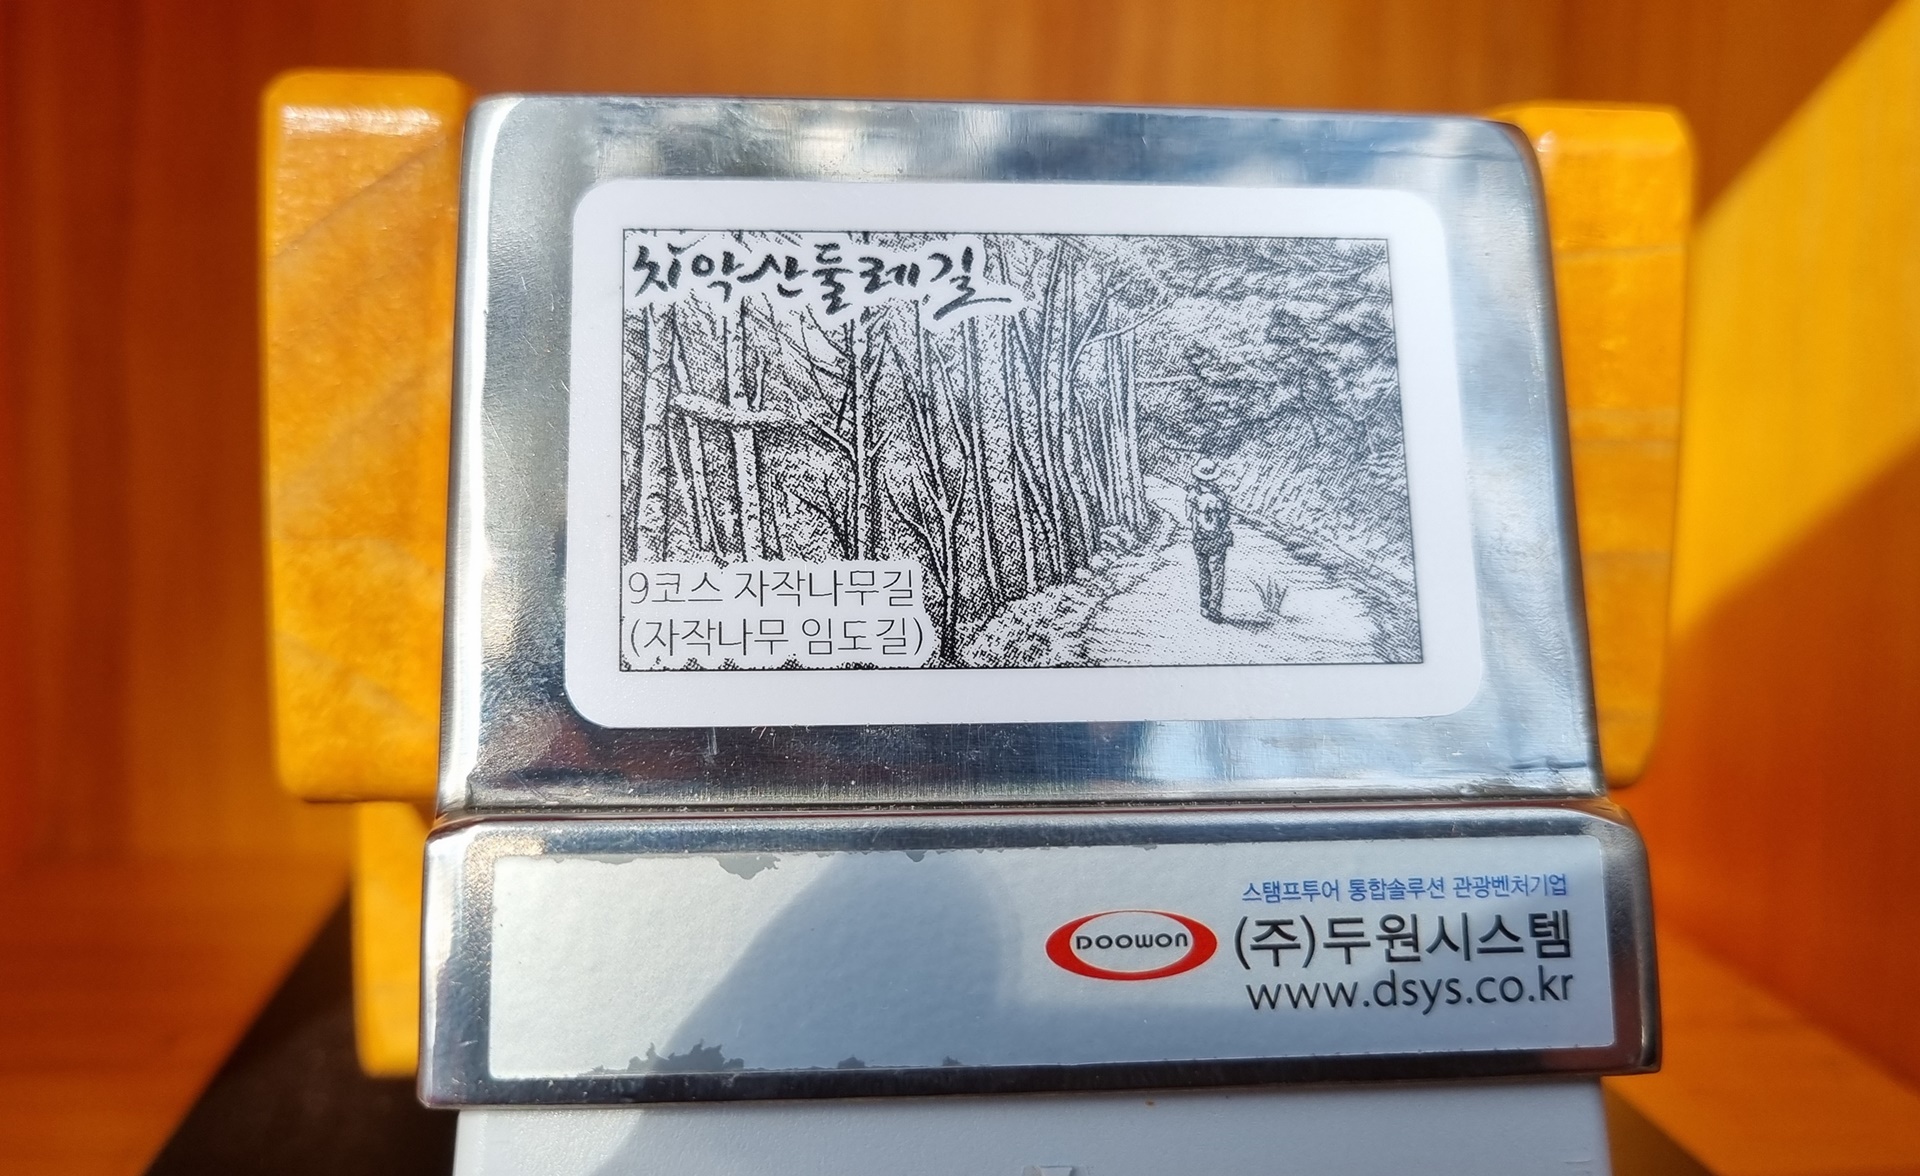 치악산둘레길
9코스 자작나무길
(자작나무 임도길)
스탬프투어 통합솔루션 관광벤처기업
DOOWON
(주)두원시스템
www.dsys.co.kr